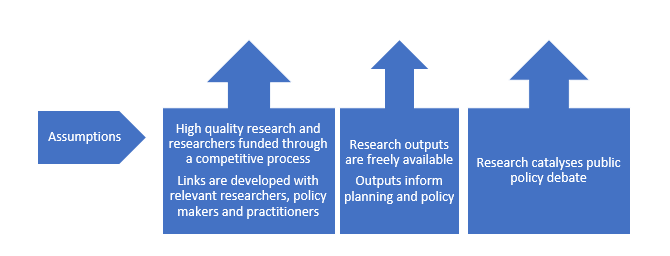 Assumptions
High quality research and
researchers funded through
a competitive process
Links are developed with
relevant researchers, policy
makers and practitioners
Research outputs
are freely available
Outputs inform
planning and policy
Research catalyses public
policy debate